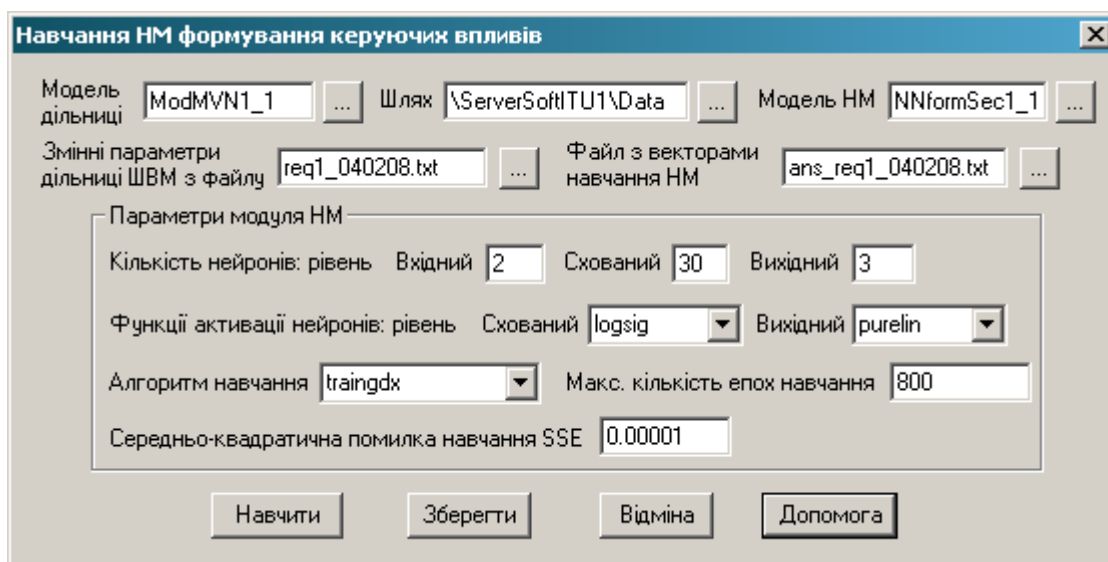 Навчання НМ формування керуючих впливів
Модель дільниці ModMVN1_1 ... Шлях \ServerSoftITU1\Data ... Модель НМ NNformSec1_1 ...
Змінні параметри дільниці ШВМ з файлу req1_040208.txt ... Файл з векторами навчання НМ ans_req1_040208.txt ...
Параметри модуля НМ
Кількість нейронів: рівень Вхідний 2 Схований 30 Вихідний 3
Функції активації нейронів: рівень Схований logsig Вихідний purelin
Алгоритм навчання traingdx Макс. кількість епох навчання 800
Середньо-квадратична помилка навчання SSE 0.00001
Навчити Зберегти Відміна Допомога